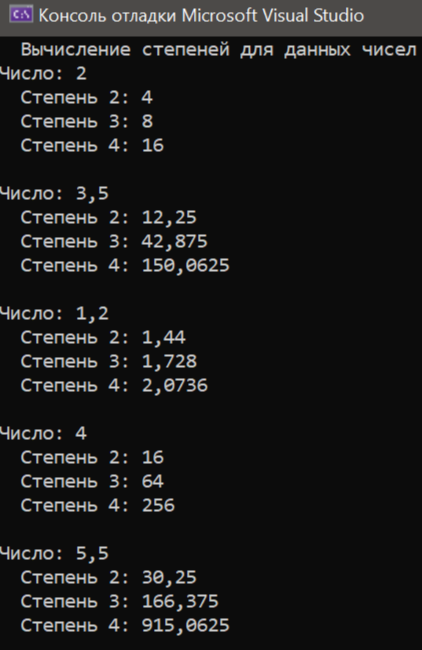 Консоль отладки Microsoft Visual Studio
Вычисление степеней для данных чисел
Число: 2
Степень 2: 4
Степень 3: 8
Степень 4: 16
Число: 3,5
Степень 2: 12,25
Степень 3: 42,875
Степень 4: 150,0625
Число: 1,2
Степень 2: 1,44
Степень 3: 1,728
Степень 4: 2,0736
Число: 4
Степень 2: 16
Степень 3: 64
Степень 4: 256
Число: 5,5
Степень 2: 30,25
Степень 3: 166,375
Степень 4: 915,0625